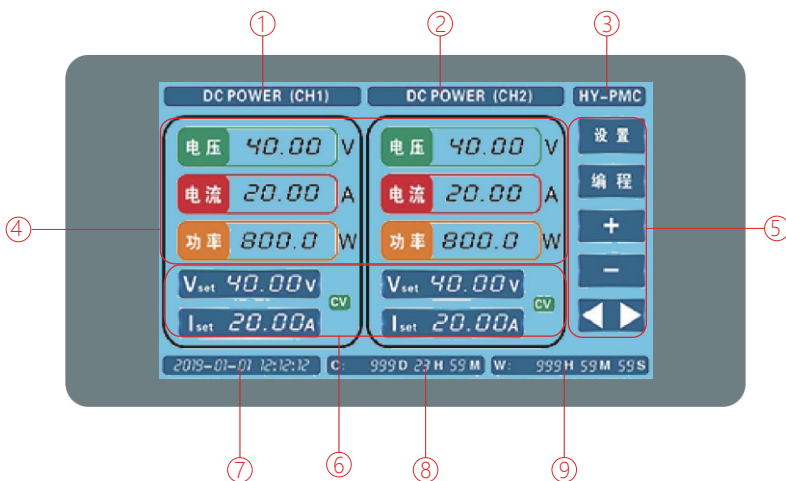 ① ② ③
DC POWER (CH1) DC POWER (CH2) HY-PMC
电压 40.00 V 电压 40.00 V 设置
电流 20.00 A 电流 20.00 A 编程
功率 800.0 W 功率 800.0 W +
④ ⑤
Vset 40.00V CV Vset 40.00V CV -
Iset 20.00A Iset 20.00A ◀ ▶
2019-01-01 12:12:12 C: 999D 23H 59M W: 999H 59M 59S
⑦ ⑥ ⑧ ⑨